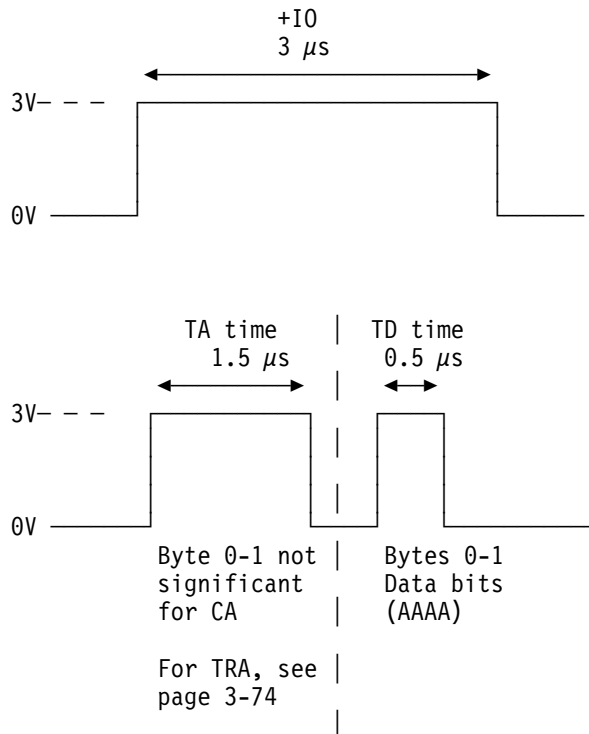 +IO
3 μs
3V
0V
TA time
1.5 μs
TD time
0.5 μs
3V
0V
Byte 0-1 not
significant
for CA
For TRA, see
page 3-74
Bytes 0-1
Data bits
(AAAA)